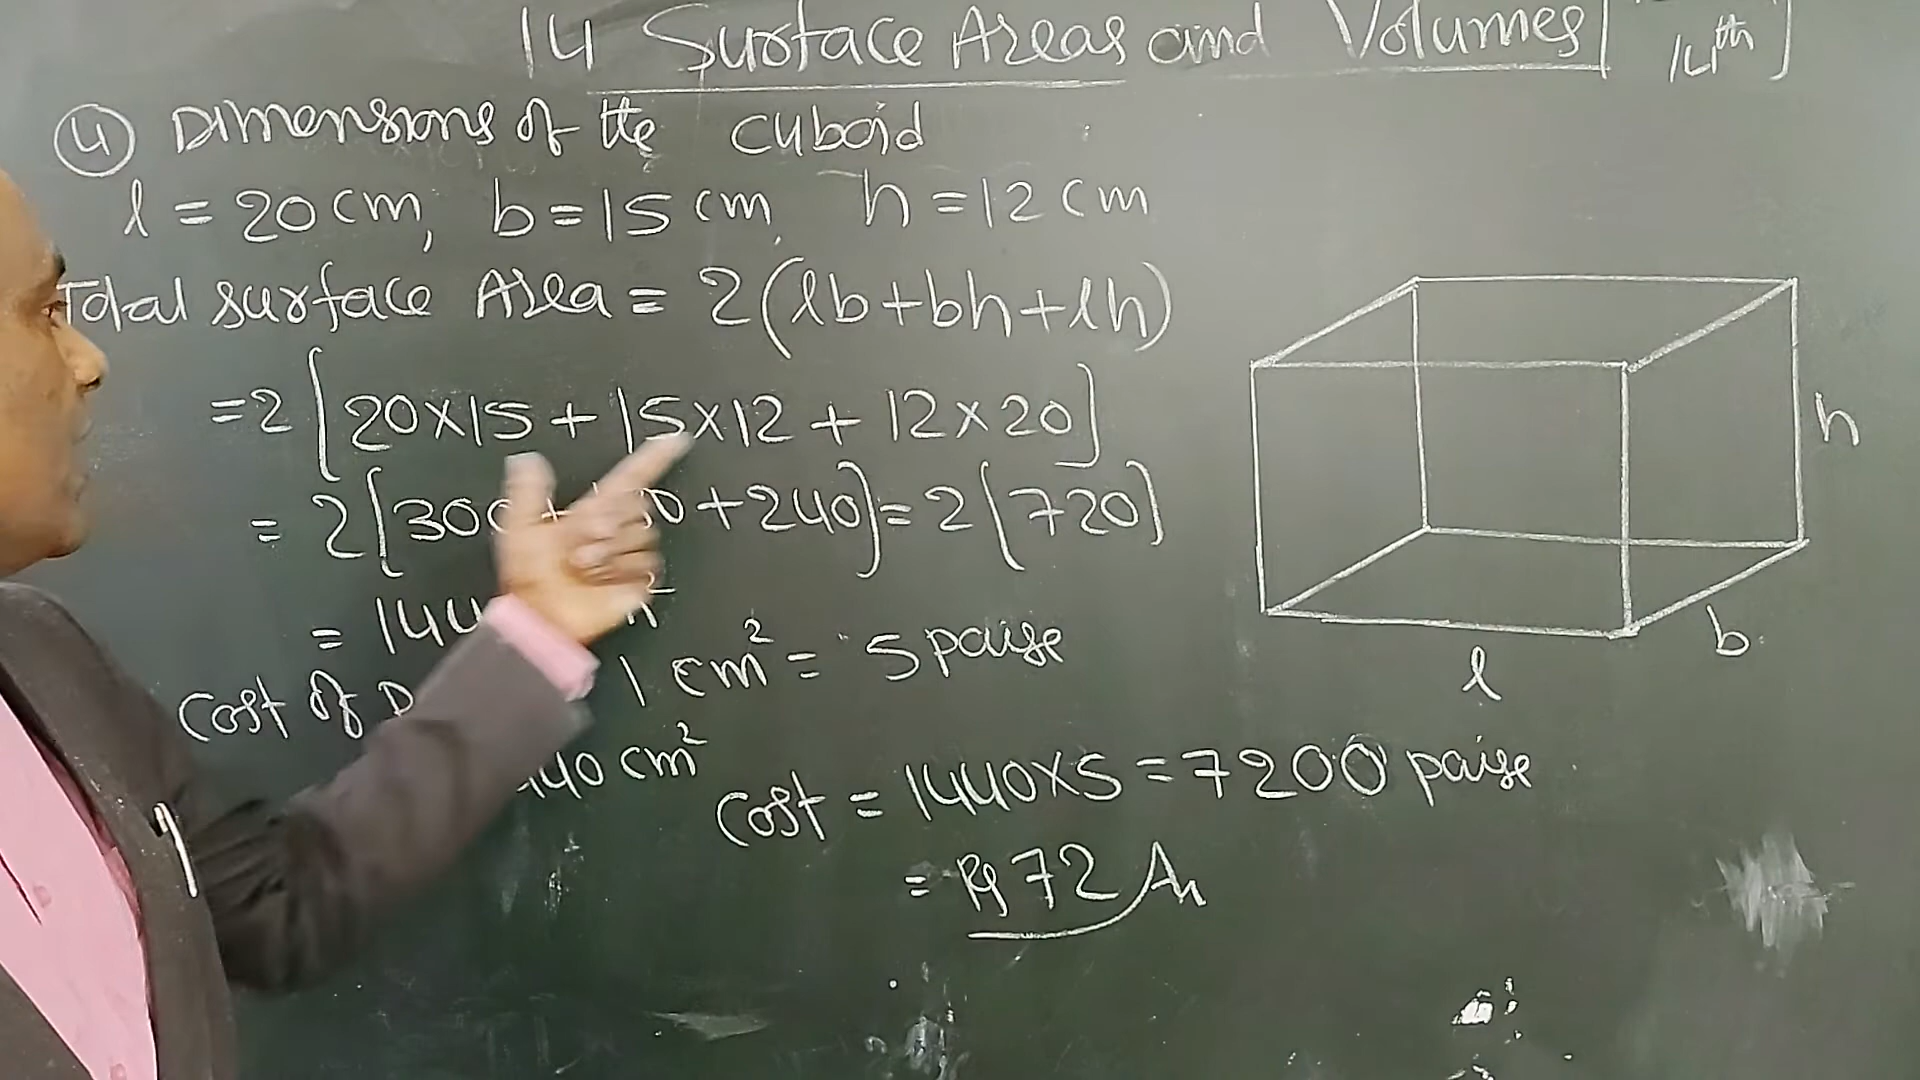 14 Surface Areas and Volumes [ 14th ]
(4) Dimensions of the cuboid
l = 20 cm, b = 15 cm, h = 12 cm
Total surface Area = 2(lb+bh+lh)
=2[20×15+15×12+12×20]
= 2[300+ 0+240]=2[720]
= 144
Cost of 1 cm² = 5 paise
440 cm²
Cost = 1440×5=7200 paise
= Rs 72 An
h
b
l